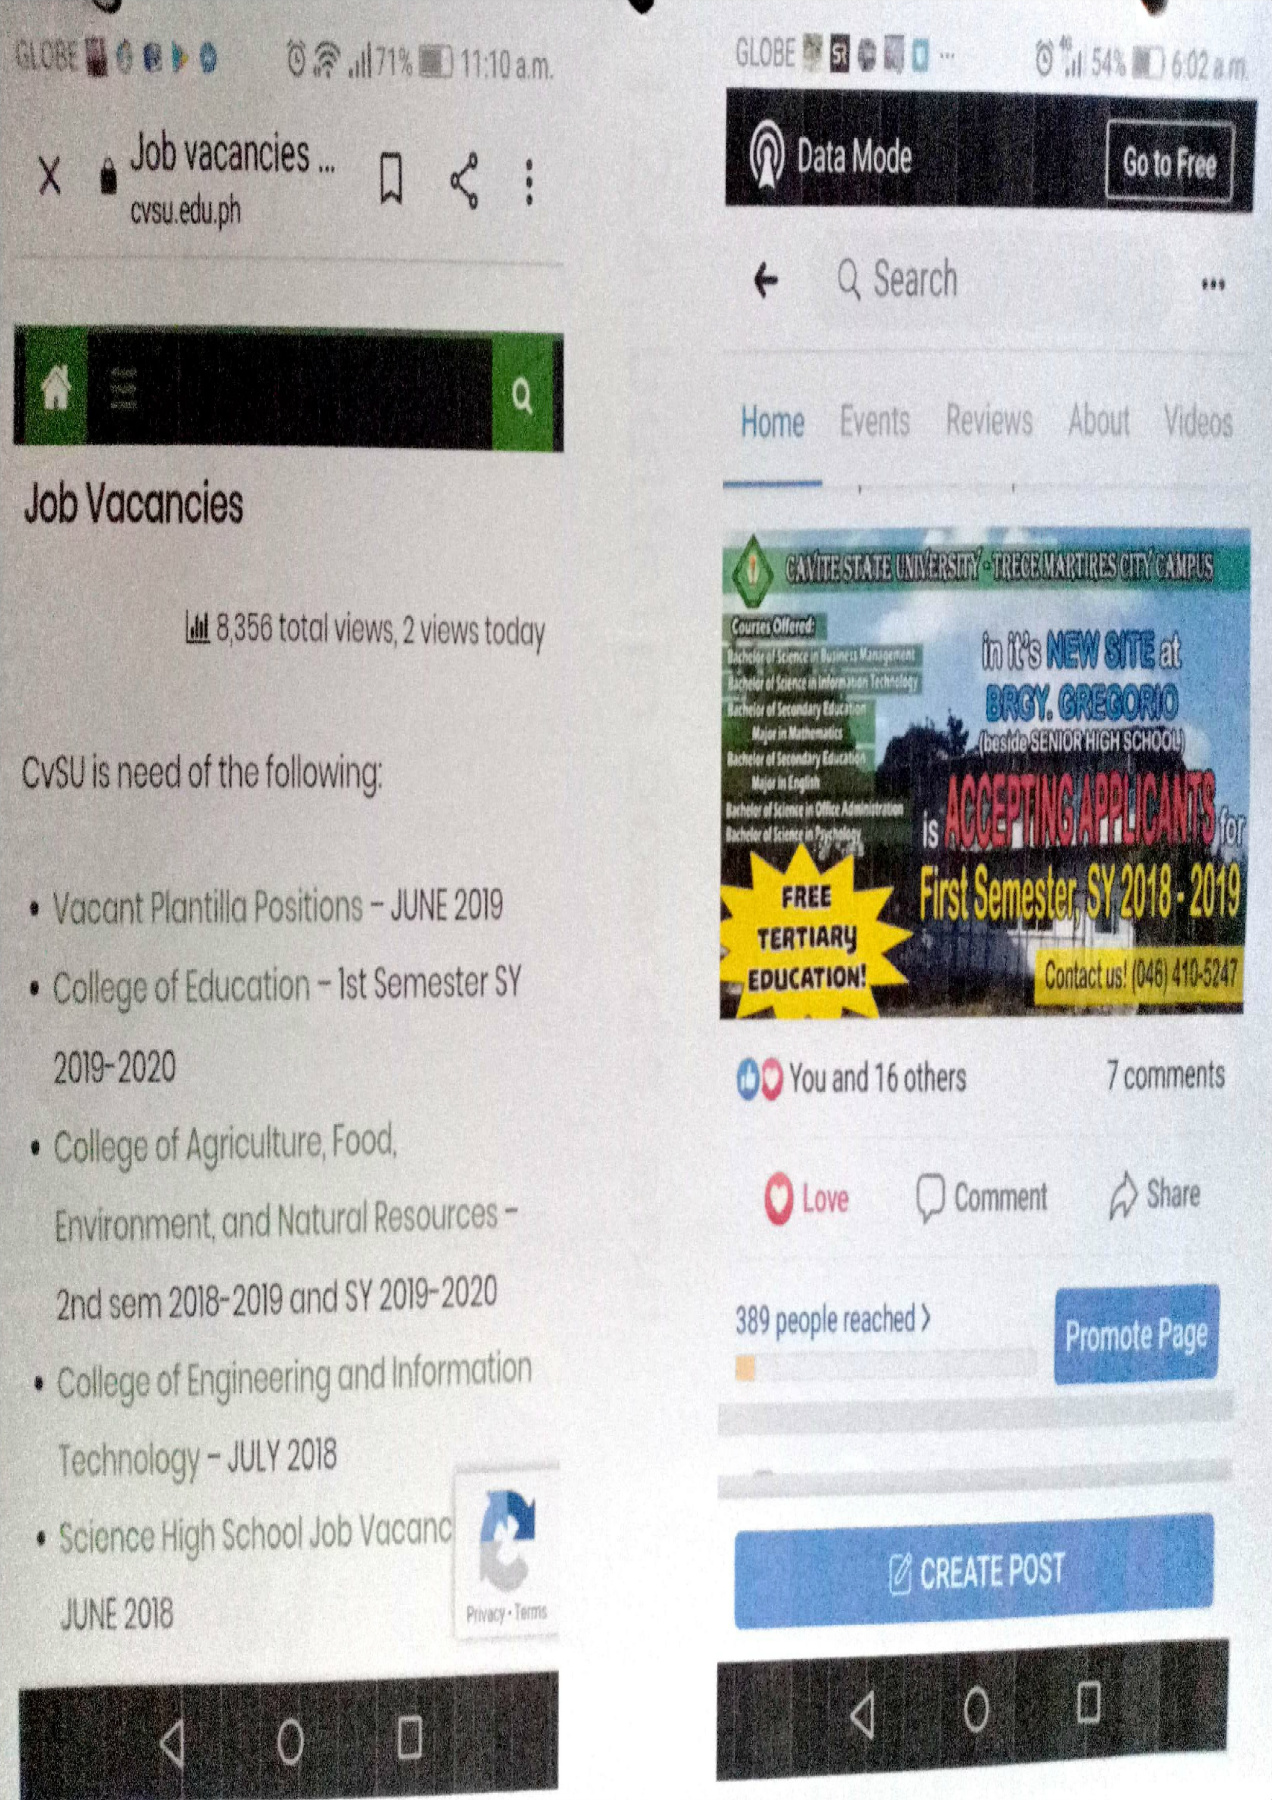 GLOBE 71% 11:10 a.m.
Job vacancies ...
cvsu.edu.ph
Job Vacancies
8,356 total views, 2 views today
CvSU is need of the following:
• Vacant Plantilla Positions – JUNE 2019
• College of Education – 1st Semester SY
2019-2020
• College of Agriculture, Food,
Environment, and Natural Resources –
2nd sem 2018-2019 and SY 2019-2020
• College of Engineering and Information
Technology – JULY 2018
• Science High School Job Vacanc
JUNE 2018
Privacy • Terms
GLOBE SR ... 4G 54% 6:02 a.m.
Data Mode
Go to Free
Search
Home Events Reviews About Videos
CAVITE STATE UNIVERSITY - TRECE MARTIRES CITY CAMPUS
Courses Offered:
Bachelor of Science in Business Management
Bachelor of Science in Information Technology
Bachelor of Secondary Education
Major in Mathematics
Bachelor of Secondary Education
Major in English
Bachelor of Science in Office Administration
Bachelor of Science in Psychology
in it's NEW SITE at
BRGY. GREGORIO
(beside SENIOR HIGH SCHOOL)
is ACCEPTING APPLICANTS for
First Semester, SY 2018 - 2019
FREE
TERTIARY
EDUCATION!
Contact us! (046) 410-5247
You and 16 others 7 comments
Love Comment Share
389 people reached >
Promote Page
CREATE POST